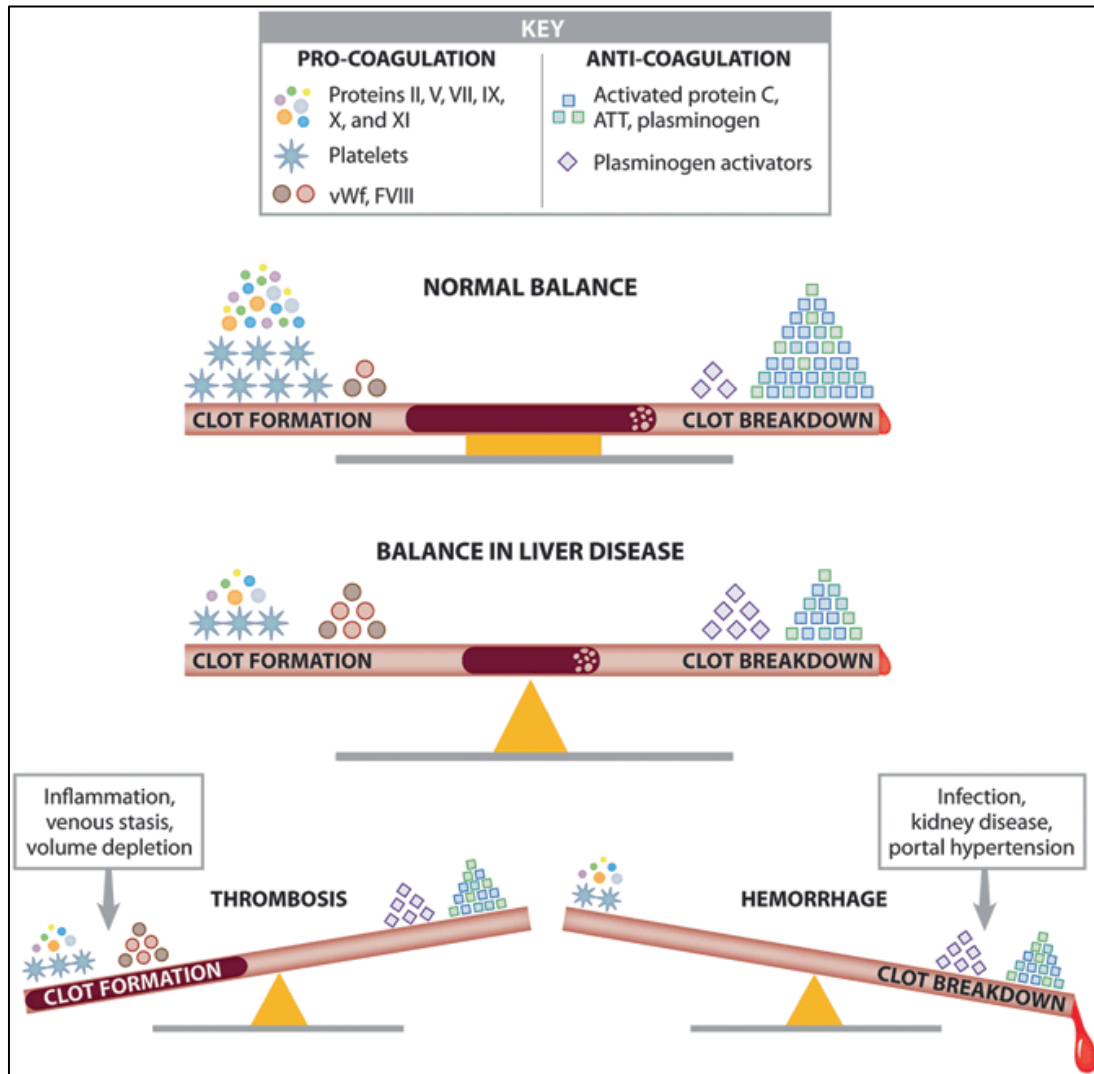 KEY
PRO-COAGULATION
Proteins II, V, VII, IX,
X, and XI
Platelets
vWf, FVIII
ANTI-COAGULATION
Activated protein C,
ATT, plasminogen
Plasminogen activators
NORMAL BALANCE
CLOT FORMATION
CLOT BREAKDOWN
BALANCE IN LIVER DISEASE
CLOT FORMATION
CLOT BREAKDOWN
Inflammation,
venous stasis,
volume depletion
THROMBOSIS
CLOT FORMATION
Infection,
kidney disease,
portal hypertension
HEMORRHAGE
CLOT BREAKDOWN